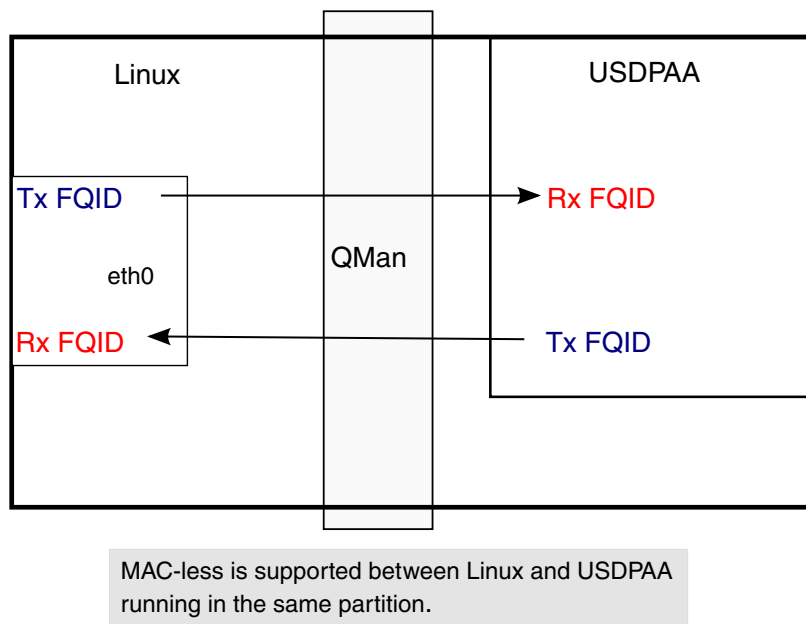 Linux
USDPAA
Tx FQID
Rx FQID
QMan
eth0
Rx FQID
Tx FQID
MAC-less is supported between Linux and USDPAA
running in the same partition.